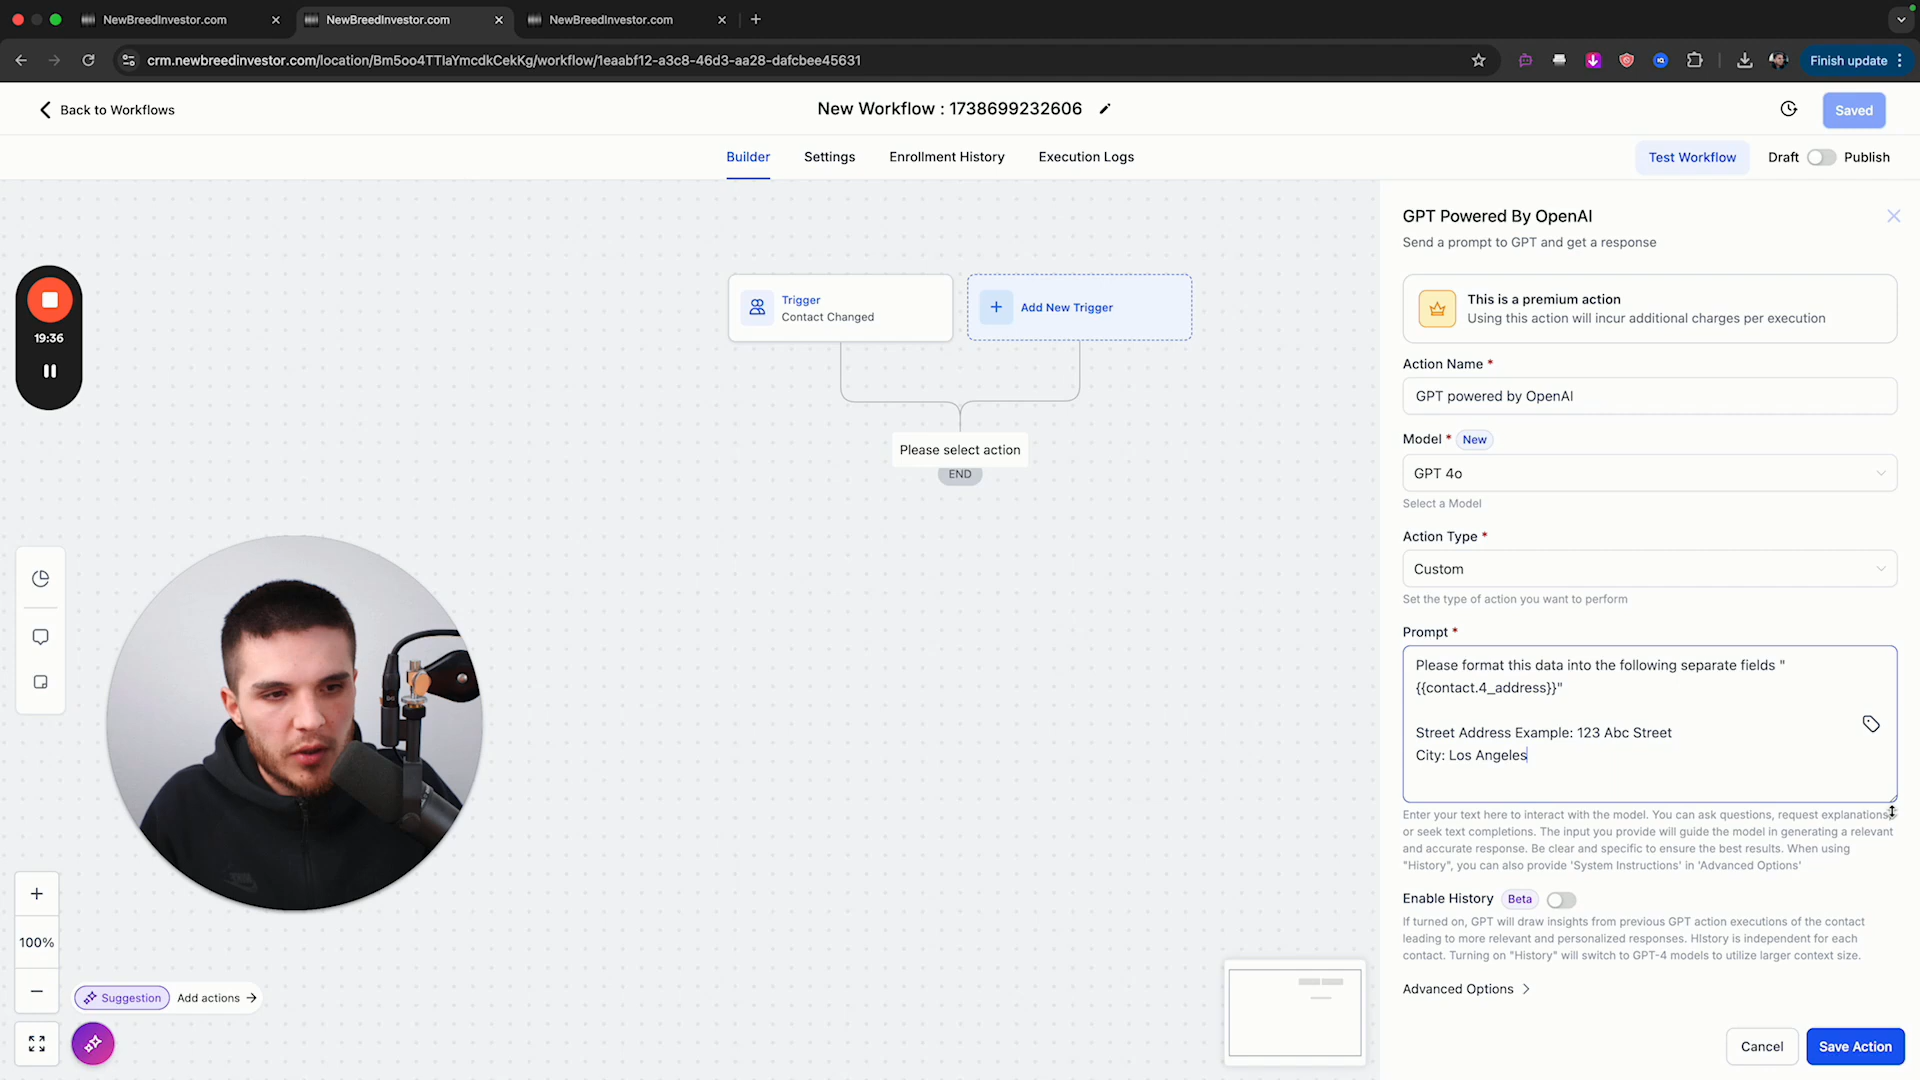 NewBreedInvestor.com
NewBreedInvestor.com
NewBreedInvestor.com
crm.newbreedinvestor.com/location/Bm5oo4TTlaYmcdkCekKg/workflow/1eaabf12-a3c8-46d3-aa28-dafcbee45631
Finish update
Back to Workflows
New Workflow : 1738699232606
Saved
Builder
Settings
Enrollment History
Execution Logs
Test Workflow
Draft
Publish
19:36
Trigger
Contact Changed
Add New Trigger
Please select action
END
100%
Suggestion
Add actions →
GPT Powered By OpenAI
Send a prompt to GPT and get a response
This is a premium action
Using this action will incur additional charges per execution
Action Name *
GPT powered by OpenAI
Model * New
GPT 4o
Select a Model
Action Type *
Custom
Set the type of action you want to perform
Prompt *
Please format this data into the following separate fields "
{{contact.4_address}}"
Street Address Example: 123 Abc Street
City: Los Angeles
Enter your text here to interact with the model. You can ask questions, request explanations,
or seek text completions. The input you provide will guide the model in generating a relevant
and accurate response. Be clear and specific to ensure the best results. When using
"History", you can also provide 'System Instructions' in 'Advanced Options'
Enable History Beta
If turned on, GPT will draw insights from previous GPT action executions of the contact
leading to more relevant and personalized responses. HIstory is independent for each
contact. Turning on "History" will switch to GPT-4 models to utilize larger context size.
Advanced Options
Cancel
Save Action